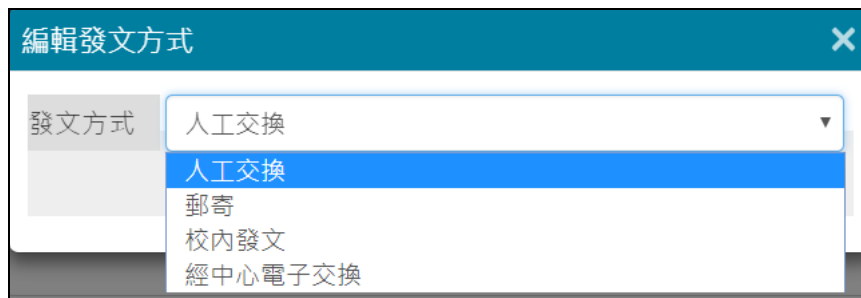 編輯發文方式 ×
發文方式 人工交換
人工交換
郵寄
校內發文
經中心電子交換